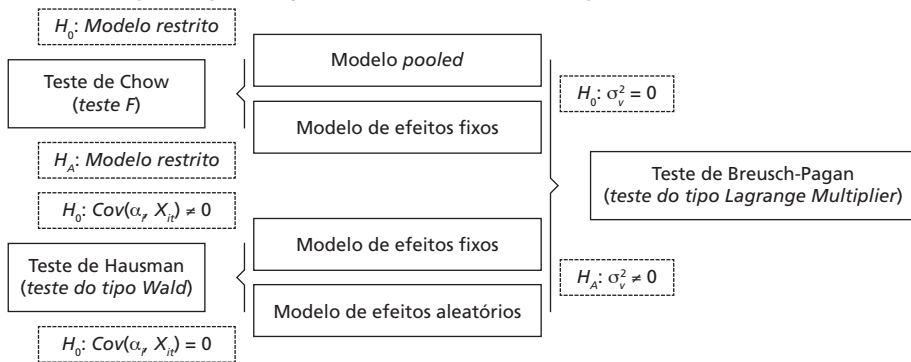 H₀: Modelo restrito
Modelo pooled
Teste de Chow
(teste F)
H₀: σ²ᵥ = 0
Modelo de efeitos fixos
H_A: Modelo restrito
Teste de Breusch-Pagan
(teste do tipo Lagrange Multiplier)
H₀: Cov(αᵢ, Xᵢₜ) ≠ 0
Modelo de efeitos fixos
Teste de Hausman
(teste do tipo Wald)
H_A: σ²ᵥ ≠ 0
Modelo de efeitos aleatórios
H₀: Cov(αᵢ, Xᵢₜ) = 0